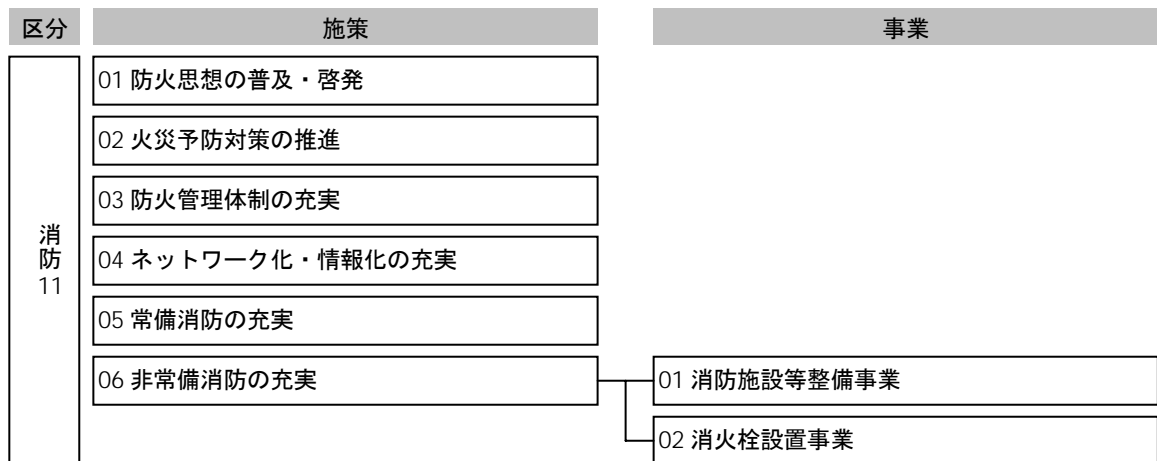 区分
施策
事業
消防11
01 防火思想の普及・啓発
02 火災予防対策の推進
03 防火管理体制の充実
04 ネットワーク化・情報化の充実
05 常備消防の充実
06 非常備消防の充実
01 消防施設等整備事業
02 消火栓設置事業